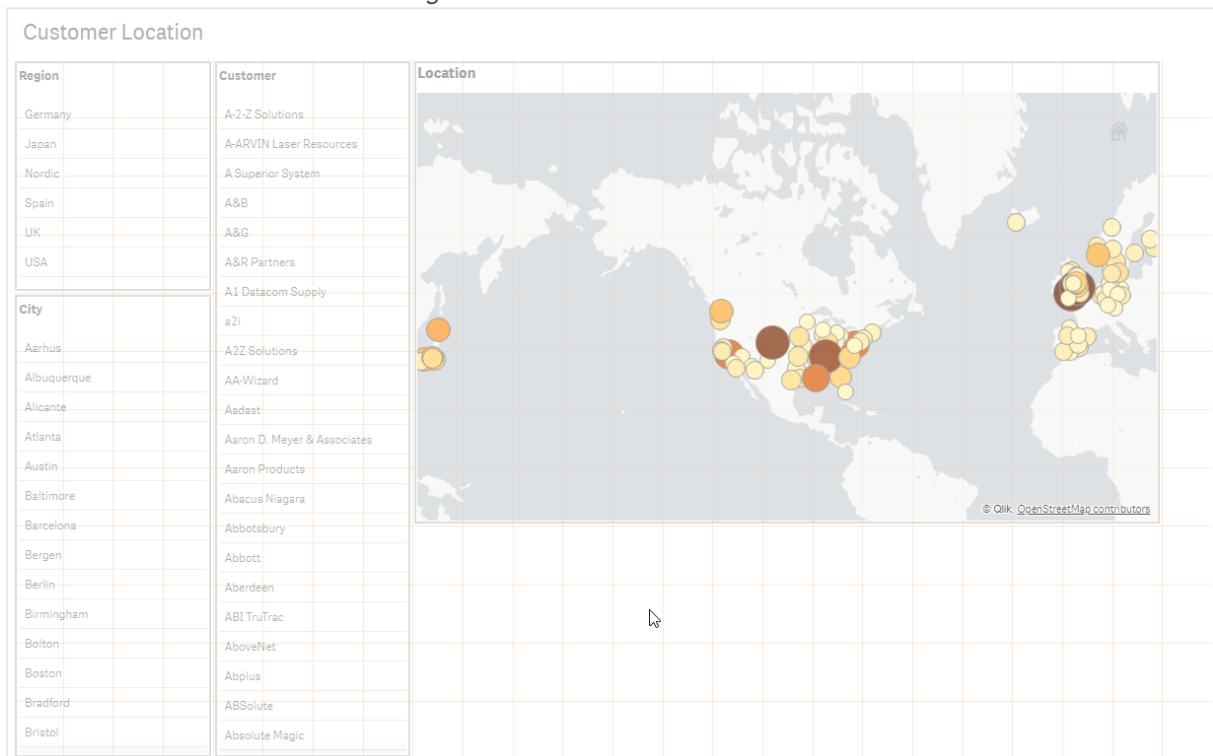 Customer Location
Region
Germany
Japan
Nordic
Spain
UK
USA
City
Aarhus
Albuquerque
Alicante
Atlanta
Austin
Baltimore
Barcelona
Bergen
Berlin
Birmingham
Bolton
Boston
Bradford
Bristol
Customer
A-2-Z Solutions
A-ARVIN Laser Resources
A Superior System
A&B
A&G
A&R Partners
A1 Datacom Supply
a2i
A2Z Solutions
AA-Wizard
Aadast
Aaron D. Meyer & Associates
Aaron Products
Abacus Niagara
Abbotsbury
Abbott
Aberdeen
ABI TruTrac
AboveNet
Abplus
ABSolute
Absolute Magic
Location
© Qlik, OpenStreetMap contributors